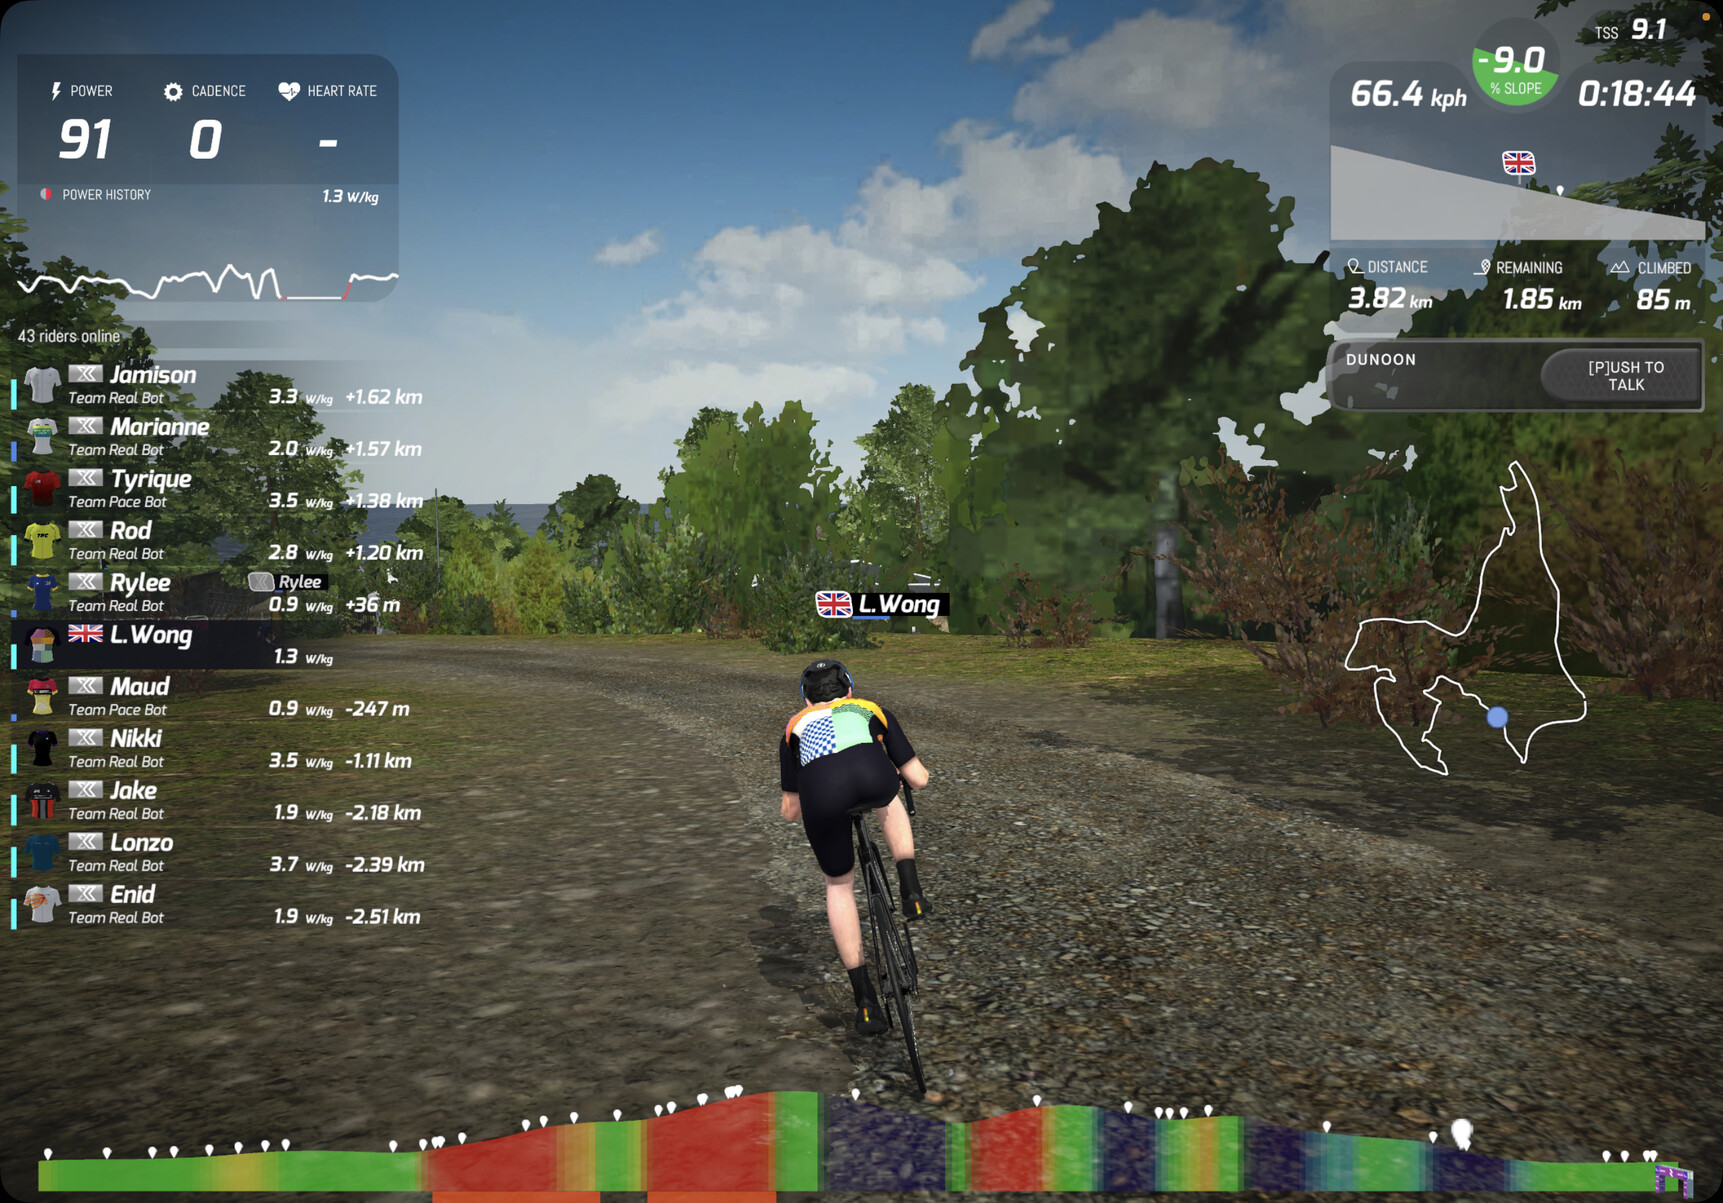 POWER CADENCE HEART RATE
91 0 -
POWER HISTORY 1.3 W/kg
43 riders online
Jamison
Team Real Bot 3.3 W/kg +1.62 km
Marianne
Team Real Bot 2.0 W/kg +1.57 km
Tyrique
Team Pace Bot 3.5 W/kg +1.38 km
Rod
Team Real Bot 2.8 W/kg +1.20 km
Rylee
Team Real Bot 0.9 W/kg +36 m
Rylee
L.Wong
1.3 W/kg
Maud
Team Pace Bot 0.9 W/kg -247 m
Nikki
Team Real Bot 3.5 W/kg -1.11 km
Jake
Team Real Bot 1.9 W/kg -2.18 km
Lonzo
Team Real Bot 3.7 W/kg -2.39 km
Enid
Team Real Bot 1.9 W/kg -2.51 km
L.Wong
TSS 9.1
66.4 kph
-9.0
% SLOPE
0:18:44
DISTANCE REMAINING CLIMBED
3.82 km 1.85 km 85 m
DUNOON
[P]USH TO
TALK